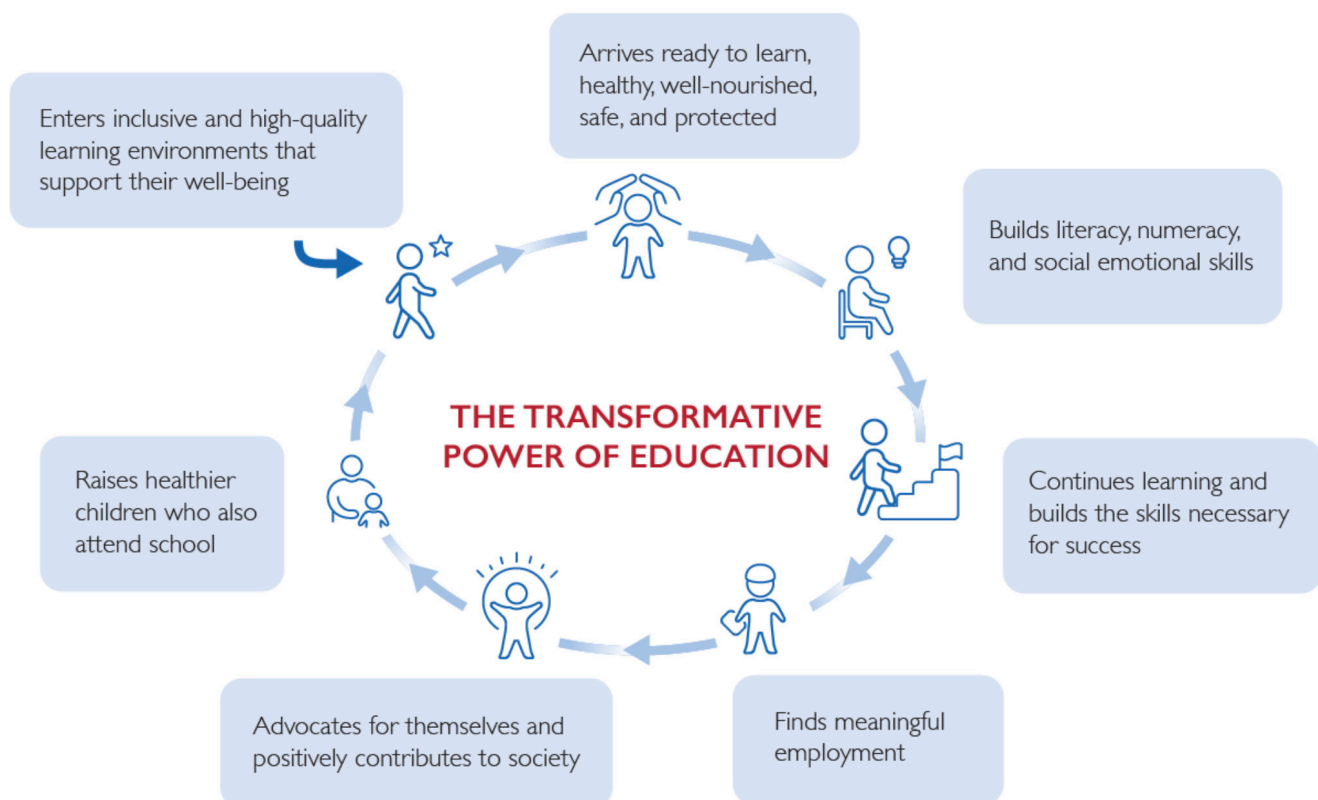 THE TRANSFORMATIVE
POWER OF EDUCATION
Enters inclusive and high-quality
learning environments that
support their well-being
Arrives ready to learn,
healthy, well-nourished,
safe, and protected
Builds literacy, numeracy,
and social emotional skills
Continues learning and
builds the skills necessary
for success
Finds meaningful
employment
Advocates for themselves and
positively contributes to society
Raises healthier
children who also
attend school